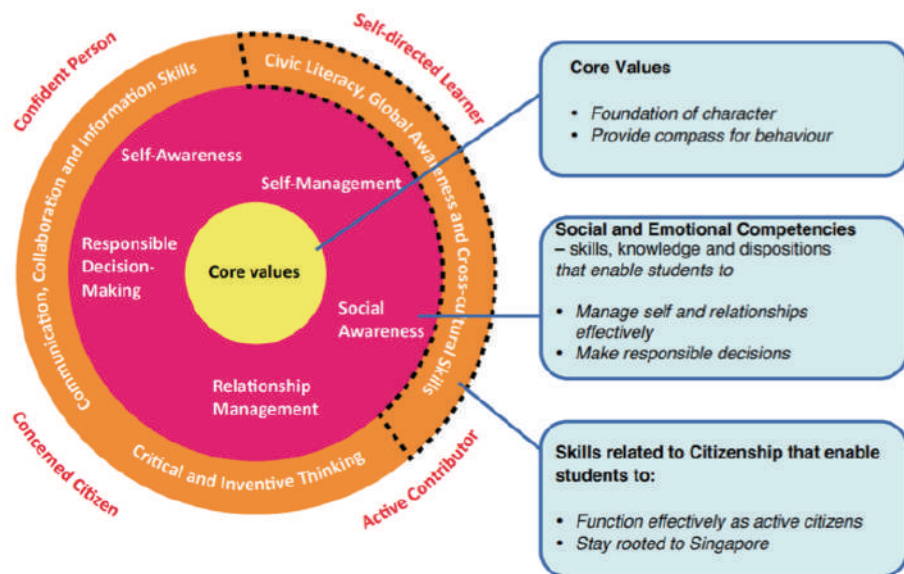 Confident Person
Self-directed Learner
Communication, Collaboration and Information Skills
Civic Literacy, Global Awareness and Cross-cultural Skills
Self-Awareness
Self-Management
Responsible
Decision-
Making
Core values
Social
Awareness
Relationship
Management
Critical and Inventive Thinking
Concerned Citizen
Active Contributor
Core Values
• Foundation of character
• Provide compass for behaviour
Social and Emotional Competencies
– skills, knowledge and dispositions
that enable students to
• Manage self and relationships
effectively
• Make responsible decisions
Skills related to Citizenship that enable
students to:
• Function effectively as active citizens
• Stay rooted to Singapore